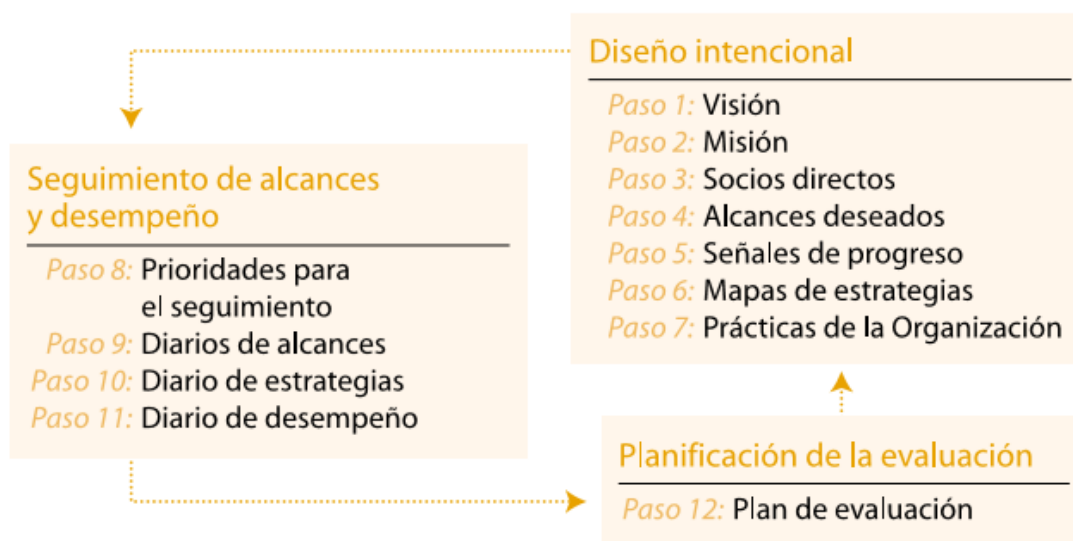 Diseño intencional
Paso 1: Visión
Paso 2: Misión
Paso 3: Socios directos
Paso 4: Alcances deseados
Paso 5: Señales de progreso
Paso 6: Mapas de estrategias
Paso 7: Prácticas de la Organización
Seguimiento de alcances
y desempeño
Paso 8: Prioridades para
el seguimiento
Paso 9: Diarios de alcances
Paso 10: Diario de estrategias
Paso 11: Diario de desempeño
Planificación de la evaluación
Paso 12: Plan de evaluación